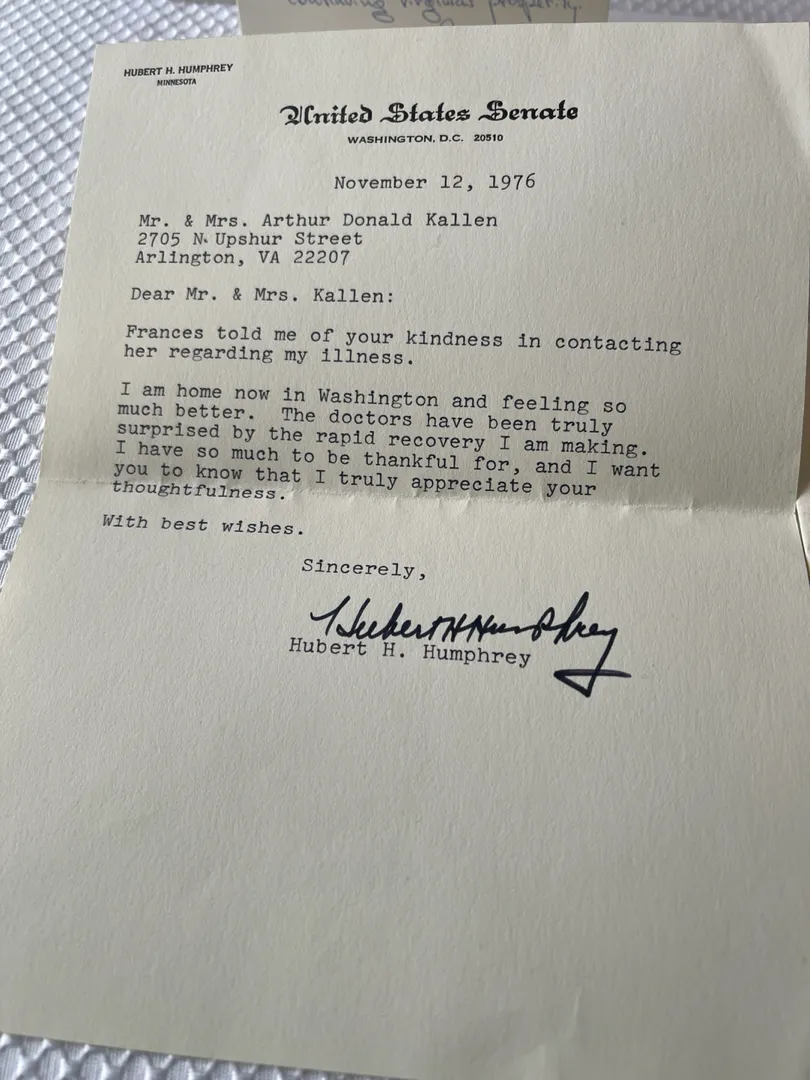 continuing Virginia's prosperity.
HUBERT H. HUMPHREY
MINNESOTA
United States Senate
WASHINGTON, D.C. 20510
November 12, 1976
Mr. & Mrs. Arthur Donald Kallen
2705 N. Upshur Street
Arlington, VA 22207
Dear Mr. & Mrs. Kallen:
Frances told me of your kindness in contacting
her regarding my illness.
I am home now in Washington and feeling so
much better. The doctors have been truly
surprised by the rapid recovery I am making.
I have so much to be thankful for, and I want
you to know that I truly appreciate your
thoughtfulness.
With best wishes.
Sincerely,
Hubert H Humphrey
Hubert H. Humphrey